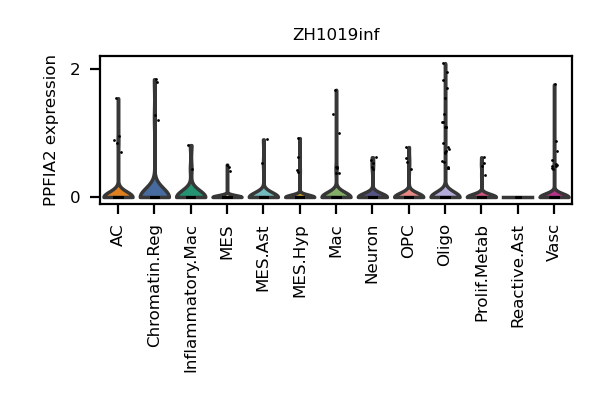 ZH1019inf
PPFIA2 expression
2
0
AC
Chromatin.Reg
Inflammatory.Mac
MES
MES.Ast
MES.Hyp
Mac
Neuron
OPC
Oligo
Prolif.Metab
Reactive.Ast
Vasc